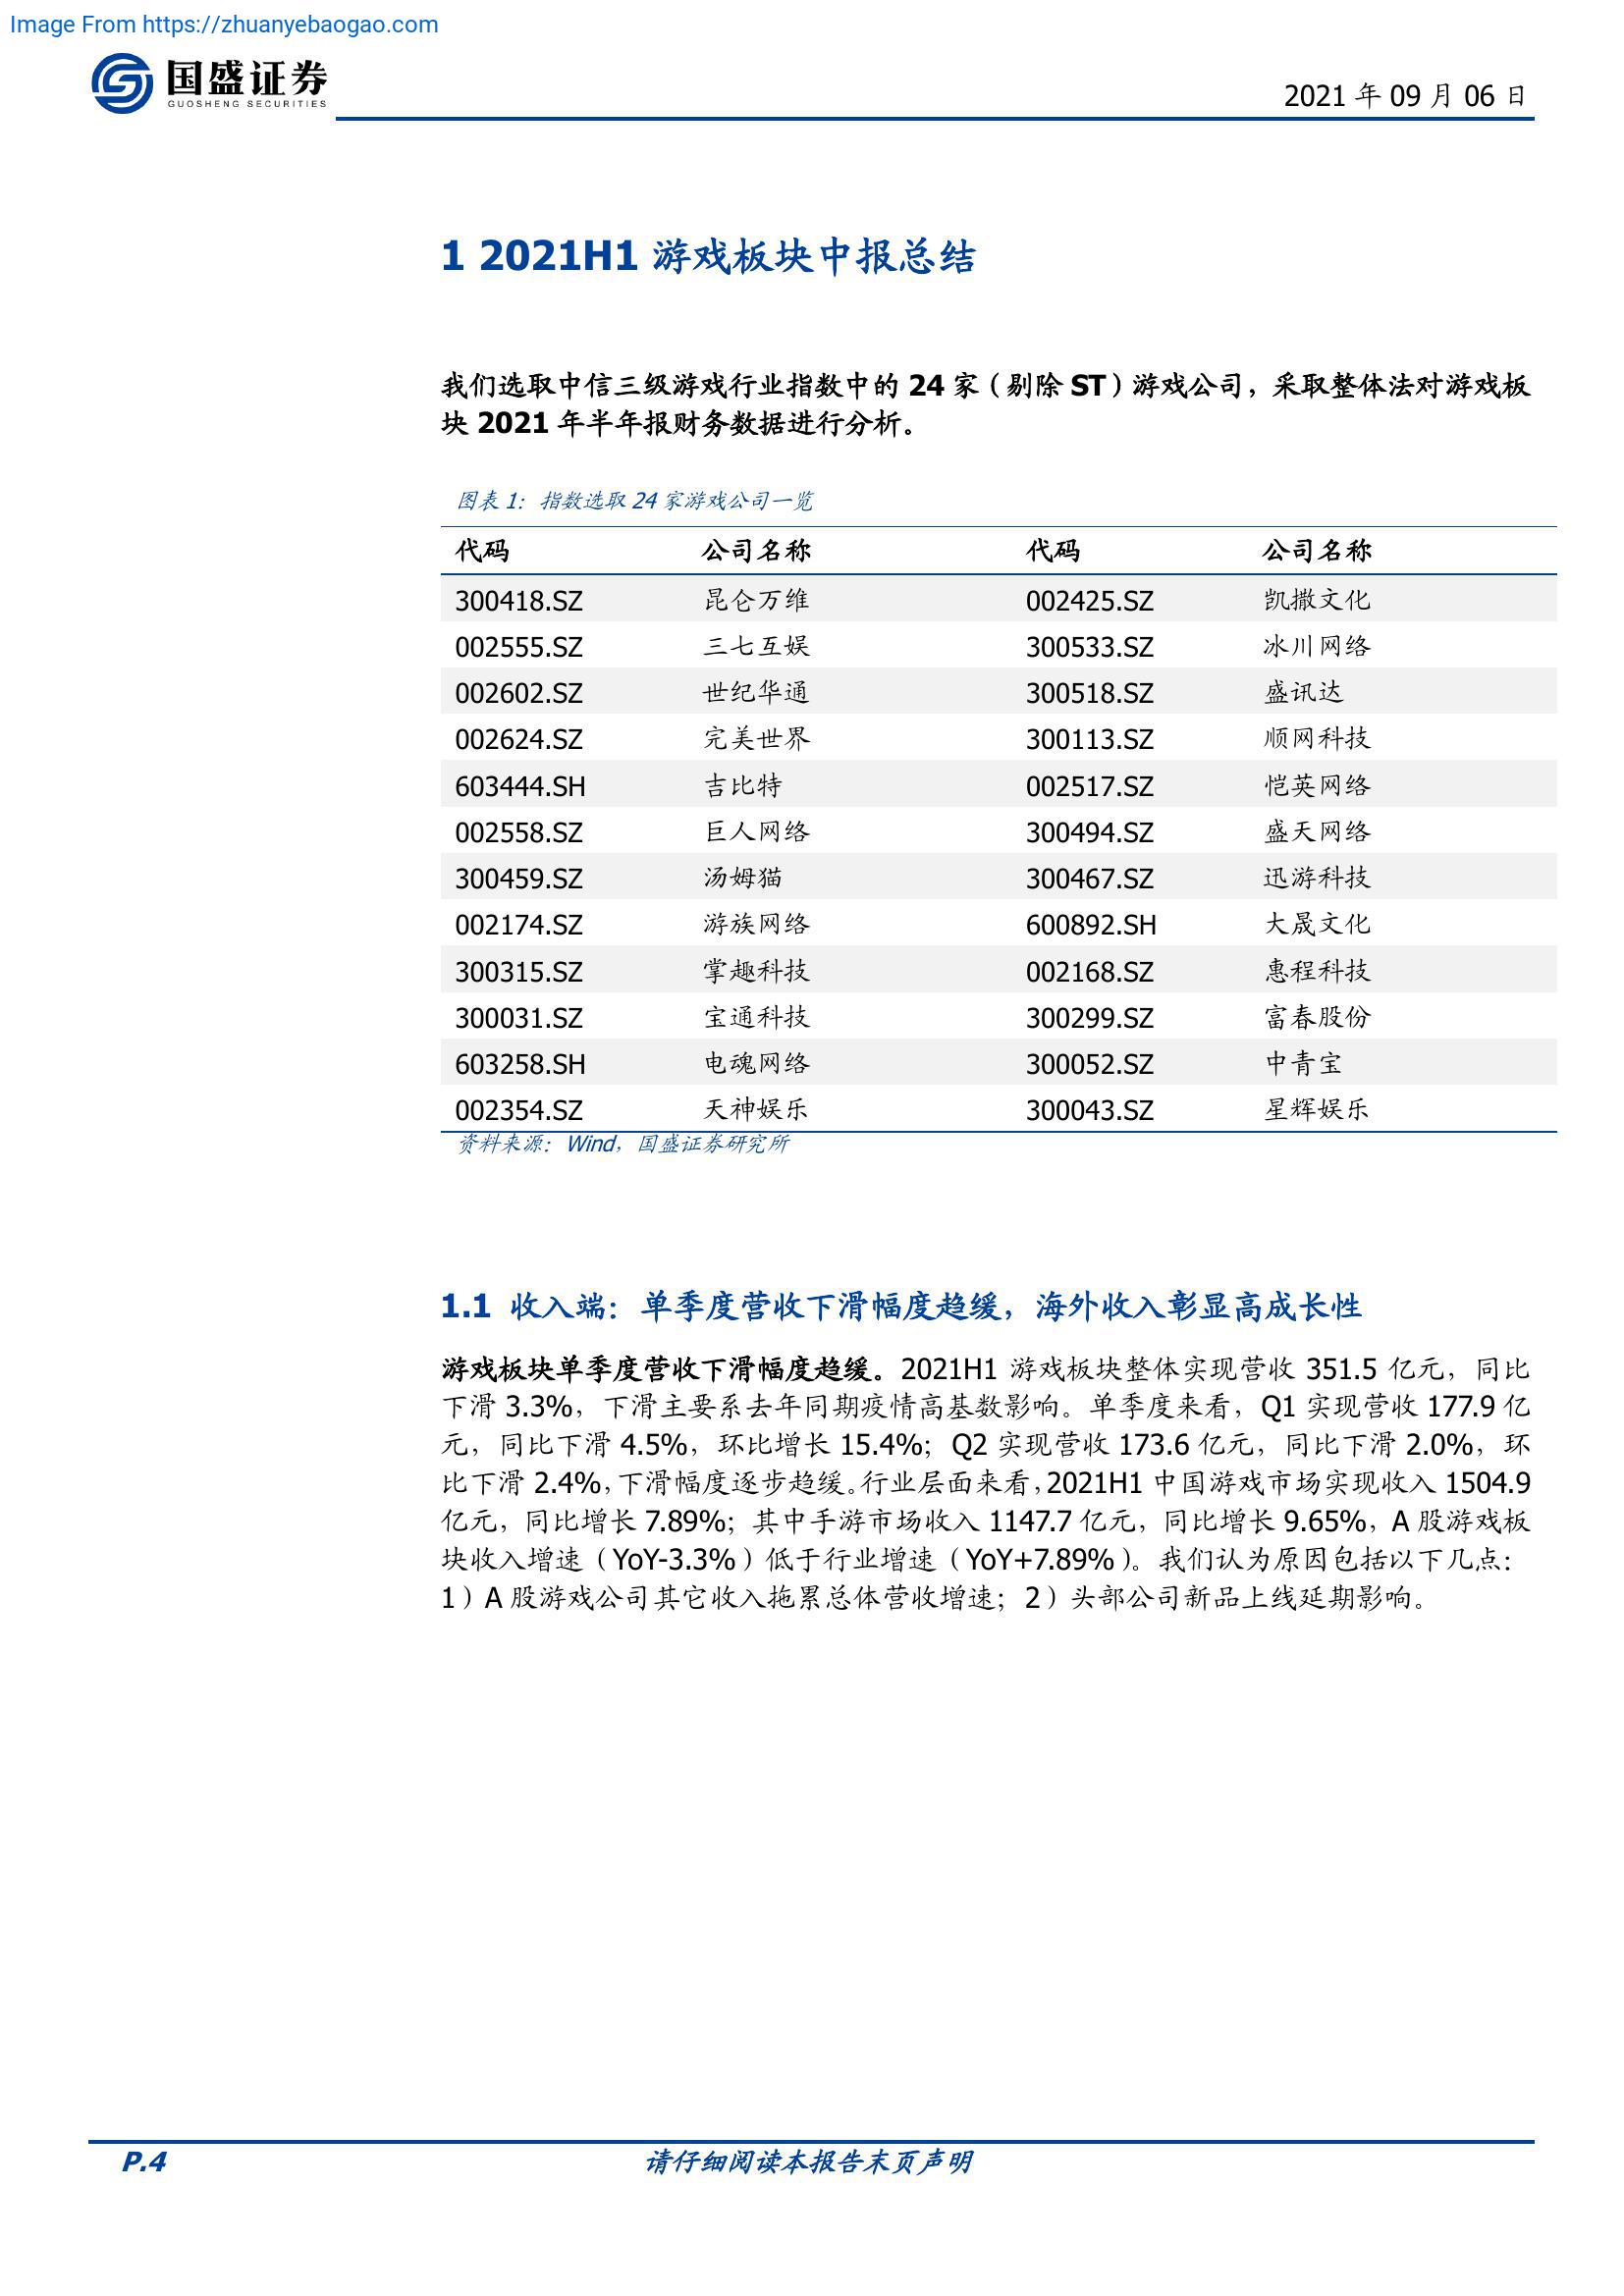 Image From https://zhuanyebaogao.com
国盛证券
GUOSHENG SECURITIES
2021 年 09 月 06 日
1 2021H1 游戏板块中报总结
我们选取中信三级游戏行业指数中的 24 家（剔除 ST）游戏公司，采取整体法对游戏板
块 2021 年半年报财务数据进行分析。
图表 1：指数选取 24 家游戏公司一览
代码 公司名称 代码 公司名称
300418.SZ 昆仑万维 002425.SZ 凯撒文化
002555.SZ 三七互娱 300533.SZ 冰川网络
002602.SZ 世纪华通 300518.SZ 盛讯达
002624.SZ 完美世界 300113.SZ 顺网科技
603444.SH 吉比特 002517.SZ 恺英网络
002558.SZ 巨人网络 300494.SZ 盛天网络
300459.SZ 汤姆猫 300467.SZ 迅游科技
002174.SZ 游族网络 600892.SH 大晟文化
300315.SZ 掌趣科技 002168.SZ 惠程科技
300031.SZ 宝通科技 300299.SZ 富春股份
603258.SH 电魂网络 300052.SZ 中青宝
002354.SZ 天神娱乐 300043.SZ 星辉娱乐
资料来源：Wind，国盛证券研究所
1.1 收入端：单季度营收下滑幅度趋缓，海外收入彰显高成长性
游戏板块单季度营收下滑幅度趋缓。2021H1 游戏板块整体实现营收 351.5 亿元，同比
下滑 3.3%，下滑主要系去年同期疫情高基数影响。单季度来看，Q1 实现营收 177.9 亿
元，同比下滑 4.5%，环比增长 15.4%；Q2 实现营收 173.6 亿元，同比下滑 2.0%，环
比下滑 2.4%，下滑幅度逐步趋缓。行业层面来看，2021H1 中国游戏市场实现收入 1504.9
亿元，同比增长 7.89%；其中手游市场收入 1147.7 亿元，同比增长 9.65%，A 股游戏板
块收入增速（YoY-3.3%）低于行业增速（YoY+7.89%）。我们认为原因包括以下几点：
1）A 股游戏公司其它收入拖累总体营收增速；2）头部公司新品上线延期影响。
P.4 请仔细阅读本报告末页声明